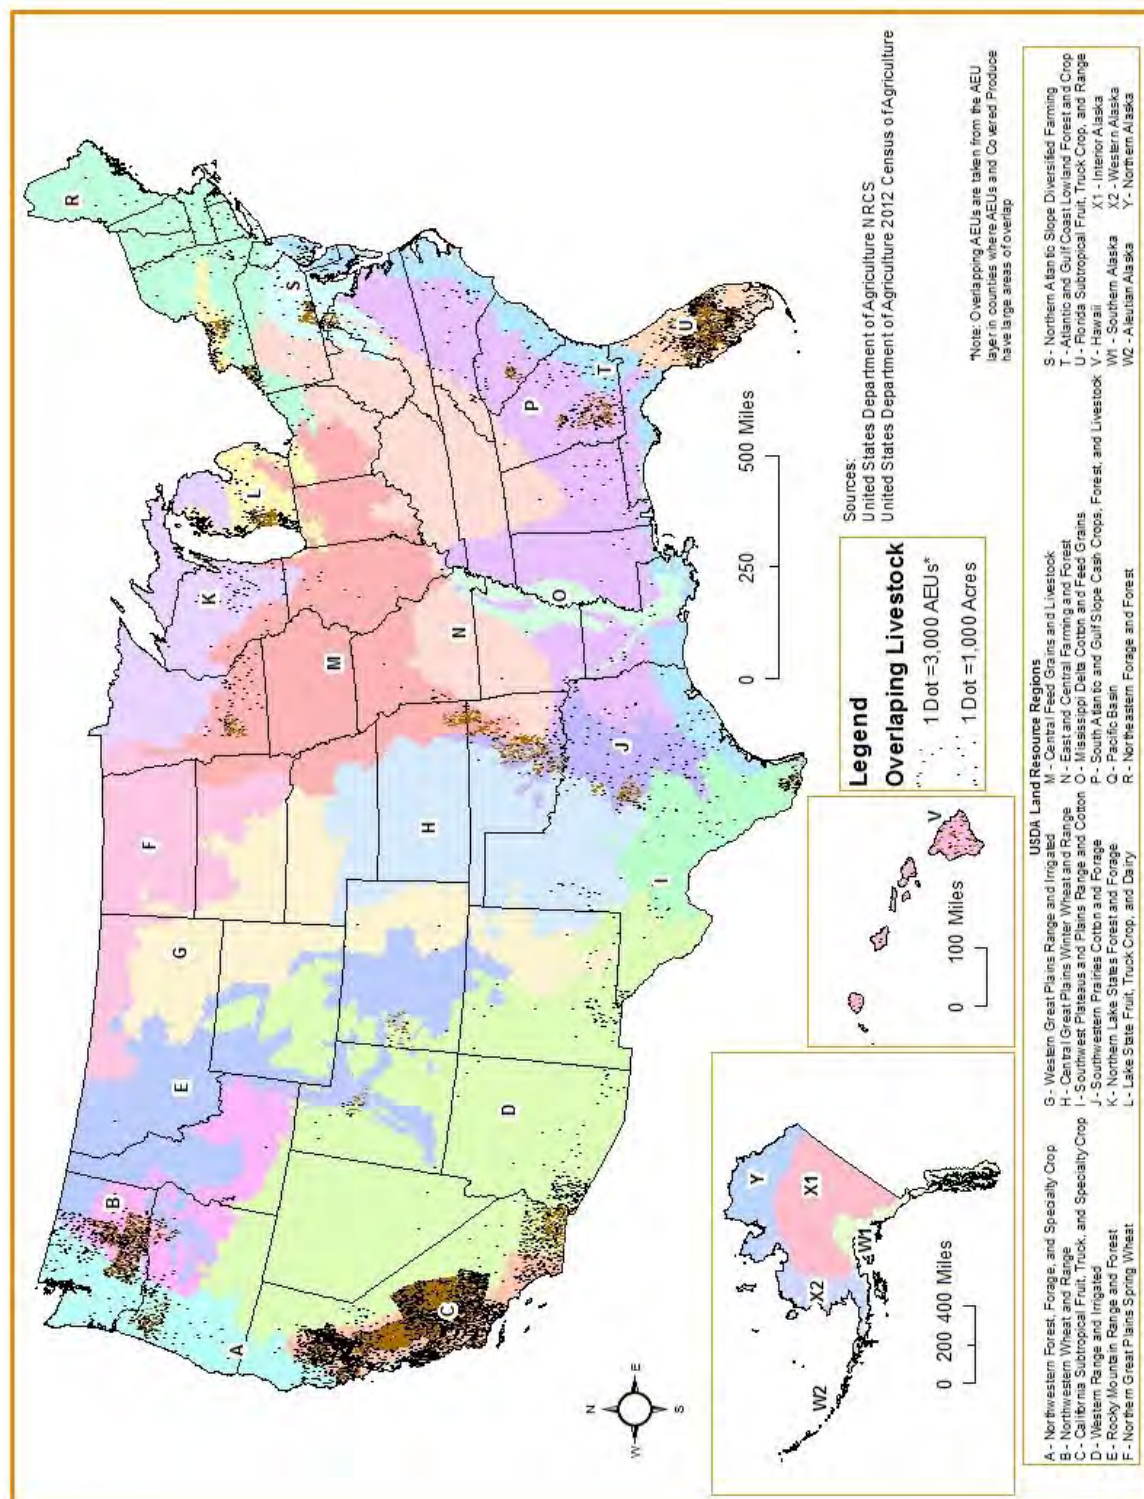 R
S
K
L
F
M
N
P
T
U
G
H
O
J
E
B
D
I
A
C
N
W
E
S
0 250 500 Miles
Sources:
United States Department of Agriculture NRCS
United States Department of Agriculture 2012 Census of Agriculture
*Note: Overlapping AEUs are taken from the AEU
layer in counties where AEUs and Covered Produce
have large areas of overlap
Legend
Overlaping Livestock
1 Dot =3,000 AEUs*
1 Dot =1,000 Acres
V
0 100 Miles
Y
X1
X2
W1
W2
0 200 400 Miles
USDA Land Resource Regions
A - Northwestern Forest, Forage, and Specialty Crop
B - Northwestern Wheat and Range
C - California Subtropical Fruit, Truck, and Specialty Crop
D - Western Range and Irrigated
E - Rocky Mountain Range and Forest
F - Northern Great Plains Spring Wheat
G - Western Great Plains Range and Irrigated
H - Central Great Plains Winter Wheat and Range
I - Southwest Plateaus and Plains Range and Cotton
J - Southwestern Prairies Cotton and Forage
K - Northern Lake States Forest and Forage
L - Lake State Fruit, Truck Crop, and Dairy
M - Central Feed Grains and Livestock
N - East and Central Farming and Forest
O - Mississippi Delta Cotton and Feed Grains
P - South Atlantic and Gulf Slope Cash Crops, Forest, and Livestock
Q - Pacific Basin
R - Northeastern Forage and Forest
S - Northern Atlantic Slope Diversified Farming
T - Atlantic and Gulf Coast Lowland Forest and Crop
U - Florida Subtropical Fruit, Truck Crop, and Range
V - Hawaii
W1 - Southern Alaska
W2 - Aleutian Alaska
X1 - Interior Alaska
X2 - Western Alaska
Y - Northern Alaska